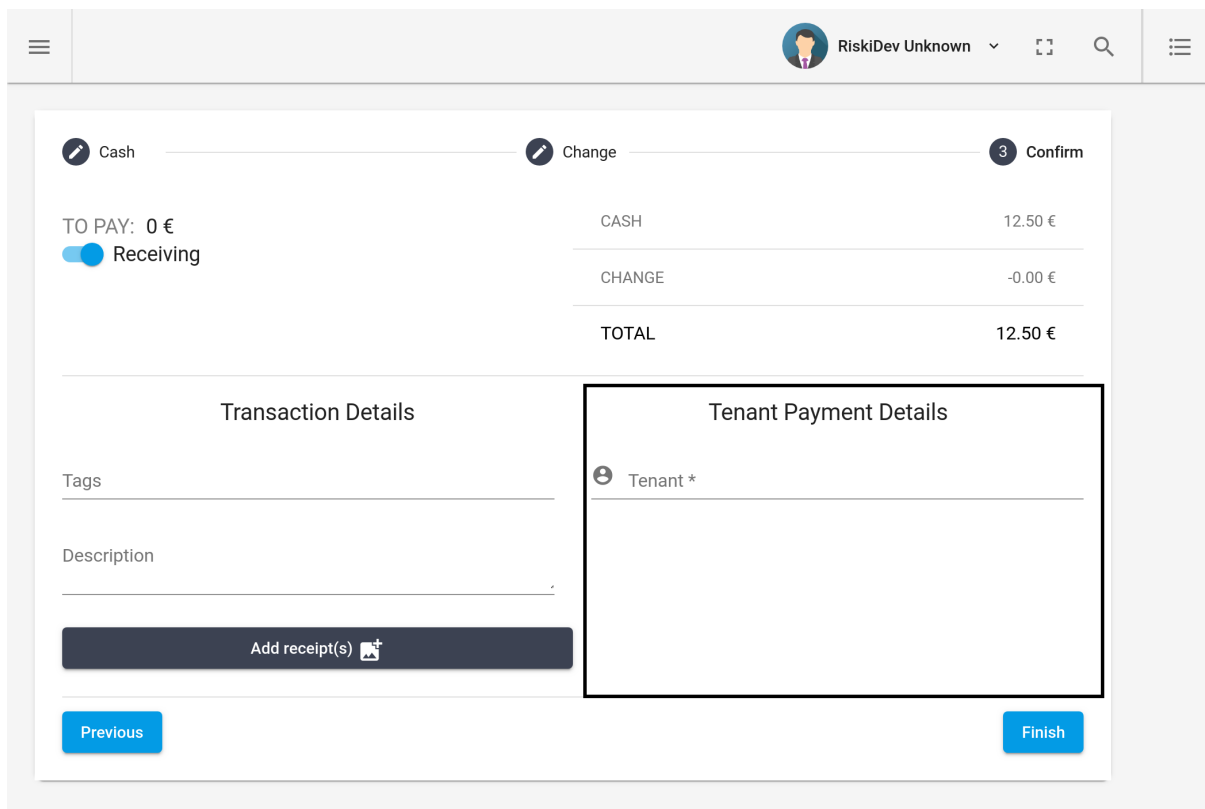 RiskiDev Unknown
Cash
Change
3 Confirm
TO PAY: 0 €
Receiving
CASH 12.50 €
CHANGE -0.00 €
TOTAL 12.50 €
Transaction Details
Tags
Description
Add receipt(s)
Tenant Payment Details
Tenant *
Previous
Finish